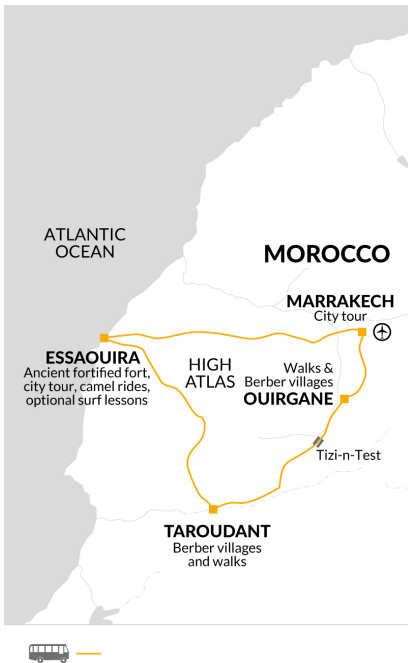 ATLANTIC
OCEAN
MOROCCO
MARRAKECH
City tour
ESSAOUIRA
Ancient fortified fort,
city tour, camel rides,
optional surf lessons
HIGH
ATLAS
Walks &
Berber villages
OUIRGANE
Tizi-n-Test
TAROUDANT
Berber villages
and walks